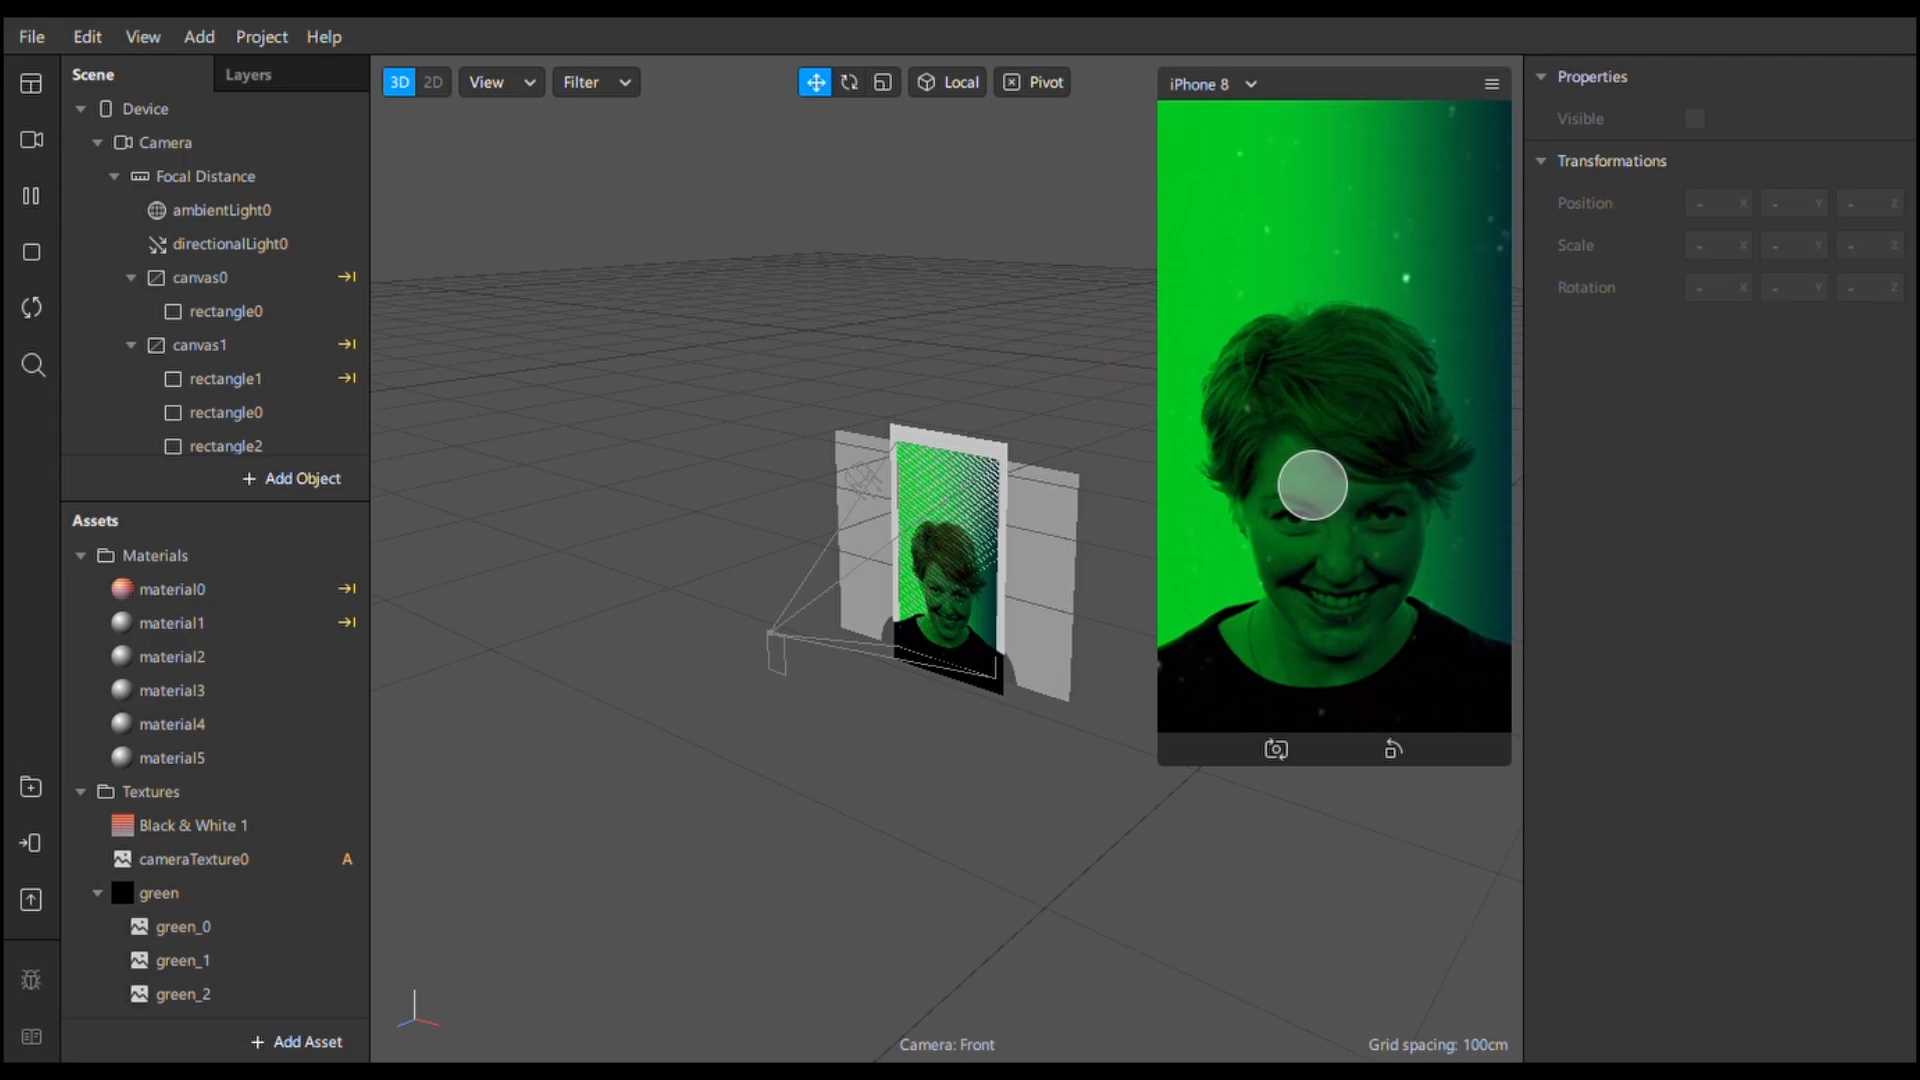 File Edit View Add Project Help
Scene Layers
Device
Camera
Focal Distance
ambientLight0
directionalLight0
canvas0
rectangle0
canvas1
rectangle1
rectangle0
rectangle2
+ Add Object
Assets
Materials
material0
material1
material2
material3
material4
material5
Textures
Black & White 1
cameraTexture0 A
green
green_0
green_1
green_2
+ Add Asset
3D 2D View Filter Local Pivot
iPhone 8
Camera: Front
Grid spacing: 100cm
Properties
Visible
Transformations
Position - X - Y - Z
Scale - X - Y - Z
Rotation - X - Y - Z